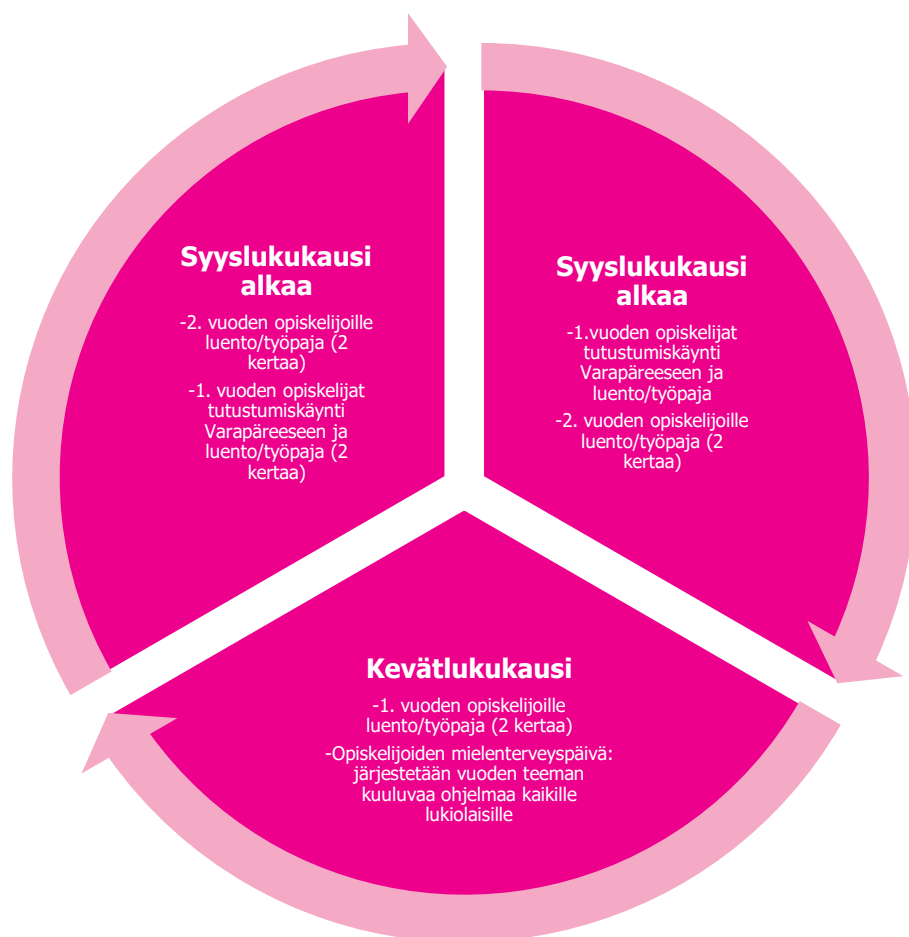 Syyslukukausi
alkaa
-2. vuoden opiskelijoille
luento/työpaja (2
kertaa)
-1. vuoden opiskelijat
tutustumiskäynti
Varapäreeseen ja
luento/työpaja (2
kertaa)
Syyslukukausi
alkaa
-1.vuoden opiskelijat
tutustumiskäynti
Varapäreeseen ja
luento/työpaja
-2. vuoden opiskelijoille
luento/työpaja (2
kertaa)
Kevätlukukausi
-1. vuoden opiskelijoille
luento/työpaja (2 kertaa)
-Opiskelijoiden mielenterveyspäivä:
järjestetään vuoden teeman
kuuluvaa ohjelmaa kaikille
lukiolaisille